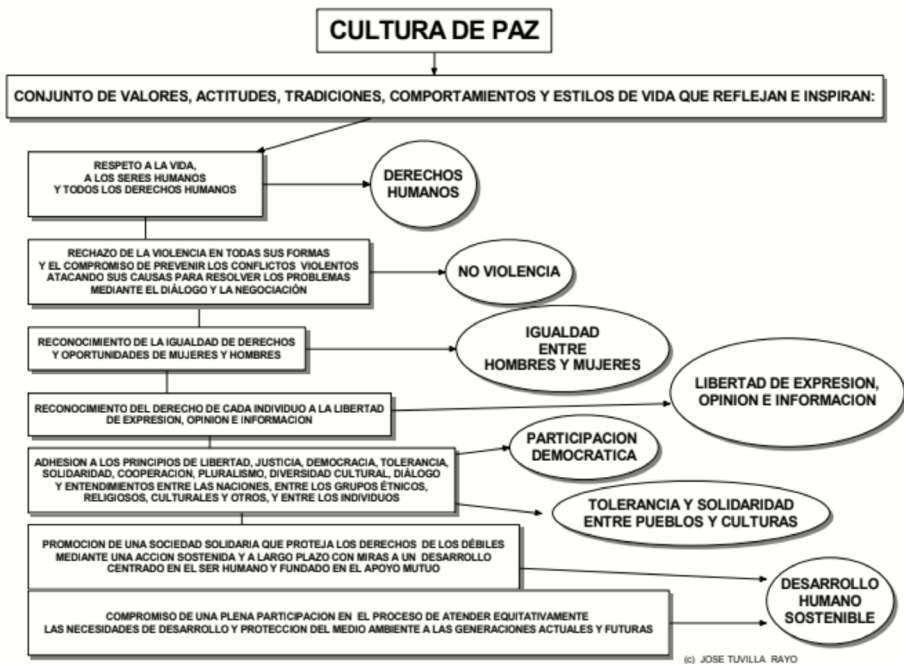 CULTURA DE PAZ
CONJUNTO DE VALORES, ACTITUDES, TRADICIONES, COMPORTAMIENTOS Y ESTILOS DE VIDA QUE REFLEJAN E INSPIRAN:
RESPETO A LA VIDA,
A LOS SERES HUMANOS
Y TODOS LOS DERECHOS HUMANOS
DERECHOS
HUMANOS
RECHAZO DE LA VIOLENCIA EN TODAS SUS FORMAS
Y EL COMPROMISO DE PREVENIR LOS CONFLICTOS VIOLENTOS
ATACANDO SUS CAUSAS PARA RESOLVER LOS PROBLEMAS
MEDIANTE EL DIÁLOGO Y LA NEGOCIACIÓN
NO VIOLENCIA
RECONOCIMIENTO DE LA IGUALDAD DE DERECHOS
Y OPORTUNIDADES DE MUJERES Y HOMBRES
IGUALDAD
ENTRE
HOMBRES Y MUJERES
RECONOCIMIENTO DEL DERECHO DE CADA INDIVIDUO A LA LIBERTAD
DE EXPRESION, OPINION E INFORMACION
LIBERTAD DE EXPRESION,
OPINION E INFORMACION
ADHESION A LOS PRINCIPIOS DE LIBERTAD, JUSTICIA, DEMOCRACIA, TOLERANCIA,
SOLIDARIDAD, COOPERACION, PLURALISMO, DIVERSIDAD CULTURAL, DIÁLOGO
Y ENTENDIMIENTOS ENTRE LAS NACIONES, ENTRE LOS GRUPOS ÉTNICOS,
RELIGIOSOS, CULTURALES Y OTROS, Y ENTRE LOS INDIVIDUOS
PARTICIPACION
DEMOCRATICA
TOLERANCIA Y SOLIDARIDAD
ENTRE PUEBLOS Y CULTURAS
PROMOCION DE UNA SOCIEDAD SOLIDARIA QUE PROTEJA LOS DERECHOS DE LOS DÉBILES
MEDIANTE UNA ACCION SOSTENIDA Y A LARGO PLAZO CON MIRAS A UN DESARROLLO
CENTRADO EN EL SER HUMANO Y FUNDADO EN EL APOYO MUTUO
COMPROMISO DE UNA PLENA PARTICIPACION EN EL PROCESO DE ATENDER EQUITATIVAMENTE
LAS NECESIDADES DE DESARROLLO Y PROTECCION DEL MEDIO AMBIENTE A LAS GENERACIONES ACTUALES Y FUTURAS
DESARROLLO
HUMANO
SOSTENIBLE
(c) JOSE TUVILLA RAYO